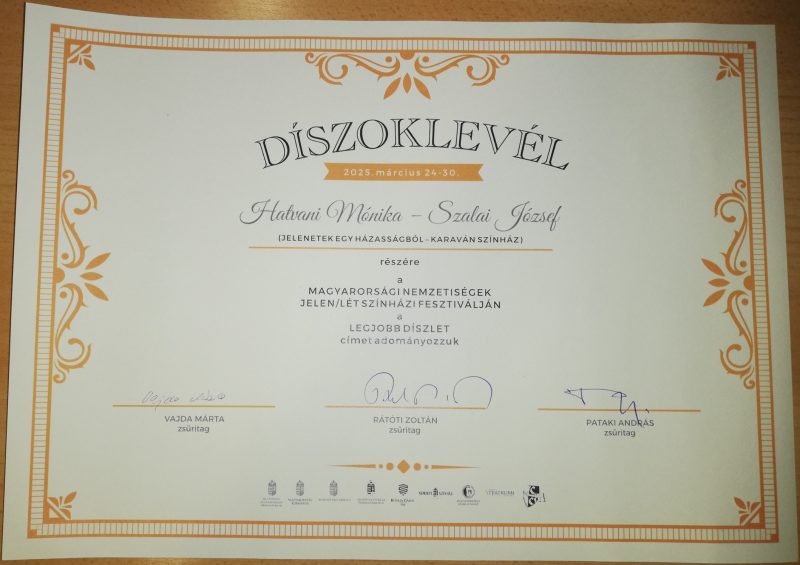 DÍSZOKLEVÉL
2025. március 24-30.
Hatvani Mónika – Szalai József
(JELENETEK EGY HÁZASSÁGBÓL – KARAVÁN SZÍNHÁZ)
részére
a
MAGYARORSZÁGI NEMZETISÉGEK
JELEN/LÉT SZÍNHÁZI FESZTIVÁLJÁN
a
LEGJOBB DÍSZLET
címet adományozzuk
VAJDA MÁRTA
zsűritag
RÁTÓTI ZOLTÁN
zsűritag
PATAKI ANDRÁS
zsűritag